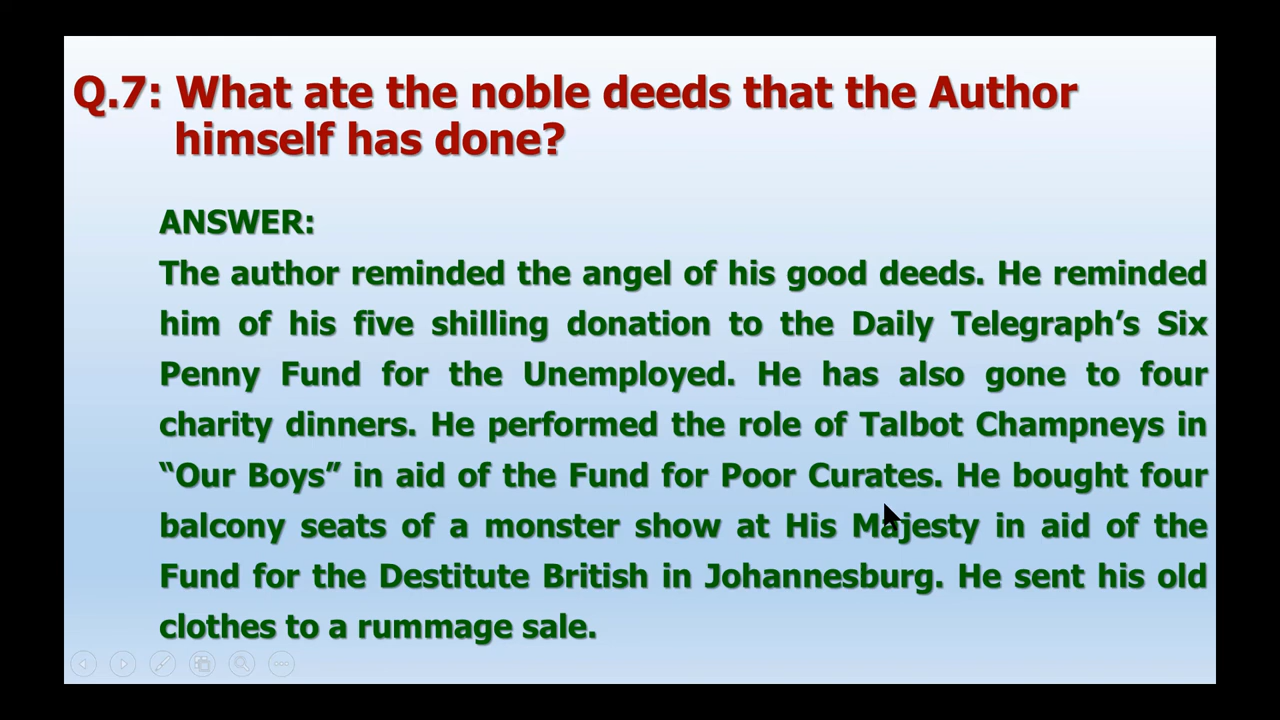 Q.7: What ate the noble deeds that the Author
himself has done?
ANSWER:
The author reminded the angel of his good deeds. He reminded
him of his five shilling donation to the Daily Telegraph’s Six
Penny Fund for the Unemployed. He has also gone to four
charity dinners. He performed the role of Talbot Champneys in
“Our Boys” in aid of the Fund for Poor Curates. He bought four
balcony seats of a monster show at His Majesty in aid of the
Fund for the Destitute British in Johannesburg. He sent his old
clothes to a rummage sale.